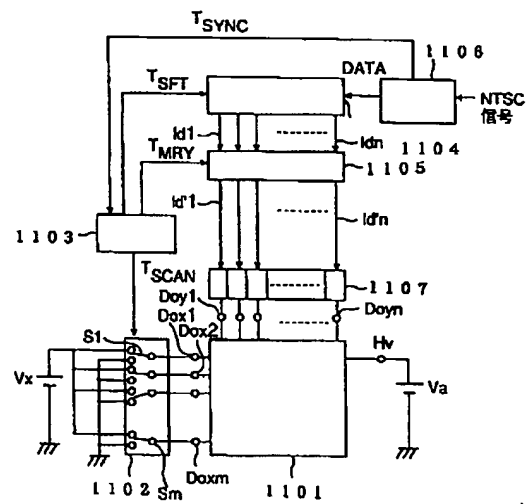 TSYNC
1106
DATA
TSFT
NTSC
信号
Id1
Idn
1104
TMRY
1105
Id'1
Id'n
1103
TSCAN
1107
Doy1
Doyn
Dox1
S1
Dox2
Hv
Vx
Va
Sm
Doxm
1102
1101